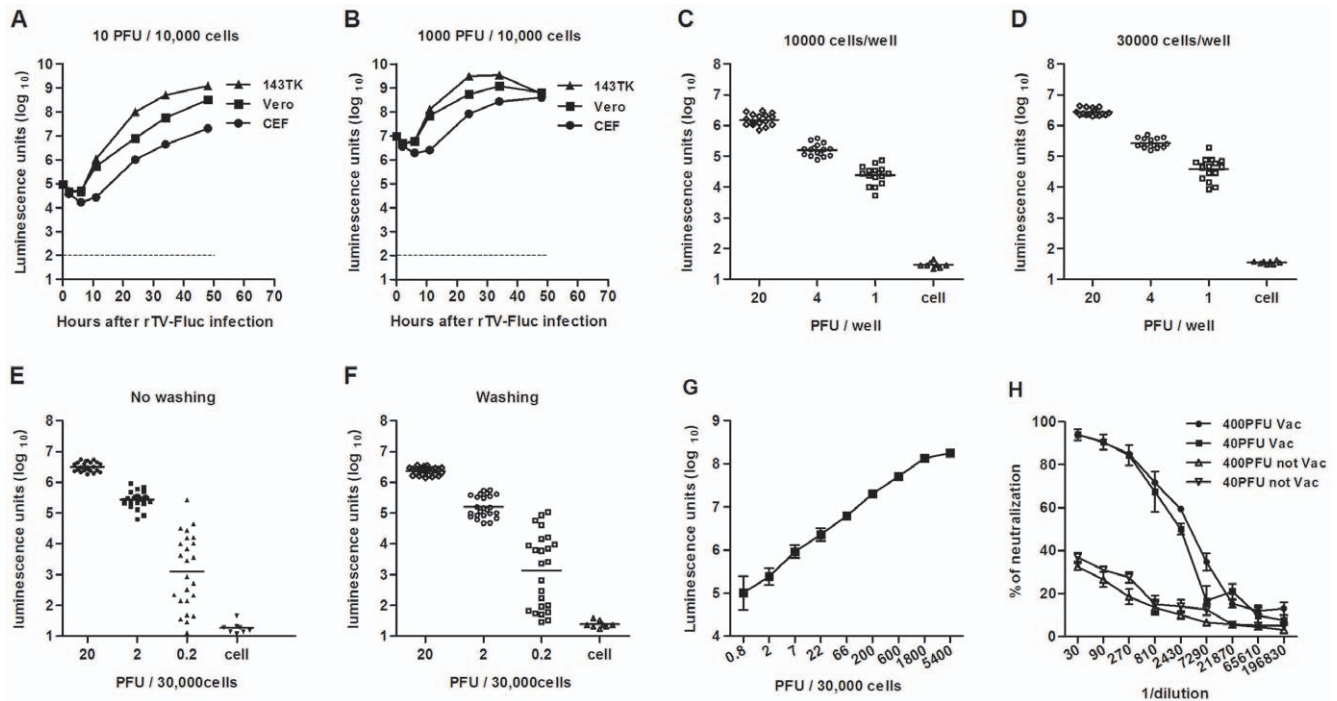 A
10 PFU / 10,000 cells
Luminescence units (log 10)
10
9
8
7
6
5
4
3
2
2
1
0 10 20 30 40 50 60 70
Hours after rTV-Fluc infection
143TK
Vero
CEF
B
1000 PFU / 10,000 cells
Luminescence units (log 10)
10
9
8
7
6
5
4
3
2
2
1
0 10 20 30 40 50 60 70
Hours after rTV-Fluc infection
143TK
Vero
CEF
C
10000 cells/well
luminescence units (log 10)
8
7
6
5
4
3
2
1
20 4 1 cell
PFU / well
D
30000 cells/well
luminescence units (log 10)
8
7
6
5
4
3
2
1
20 4 1 cell
PFU / well
E
No washing
luminescence units (log 10)
8
7
6
5
4
3
2
1
20 2 0.2 cell
PFU / 30,000cells
F
Washing
luminescence units (log 10)
8
7
6
5
4
3
2
1
20 2 0.2 cell
PFU / 30,000cells
G
Luminescence units (log 10)
9
8
7
6
5
4
0.8 2 7 22 66 200 600 1800 5400
PFU / 30,000 cells
H
% of neutralization
100
80
60
40
20
0
30 90 270 810 2430 7290 21870 65610 196830
1/dilution
400PFU Vac
40PFU Vac
400PFU not Vac
40PFU not Vac